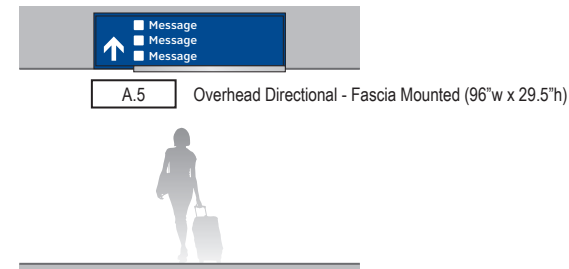 Message
Message
Message
A.5 Overhead Directional - Fascia Mounted (96”w x 29.5”h)